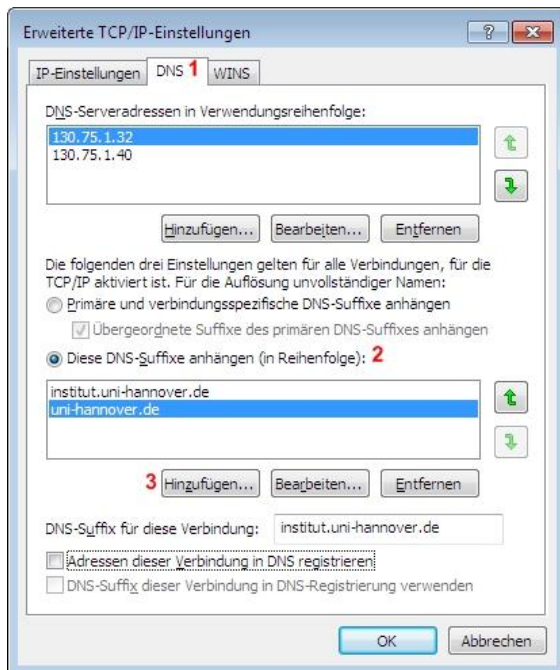 Erweiterte TCP/IP-Einstellungen
IP-Einstellungen DNS 1 WINS
DNS-Serveradressen in Verwendungsreihenfolge:
130.75.1.32
130.75.1.40
Hinzufügen... Bearbeiten... Entfernen
Die folgenden drei Einstellungen gelten für alle Verbindungen, für die
TCP/IP aktiviert ist. Für die Auflösung unvollständiger Namen:
Primäre und verbindungsspezifische DNS-Suffixe anhängen
Übergeordnete Suffixe des primären DNS-Suffixes anhängen
Diese DNS-Suffixe anhängen (in Reihenfolge): 2
institut.uni-hannover.de
uni-hannover.de
3 Hinzufügen... Bearbeiten... Entfernen
DNS-Suffix für diese Verbindung: institut.uni-hannover.de
Adressen dieser Verbindung in DNS registrieren
DNS-Suffix dieser Verbindung in DNS-Registrierung verwenden
OK Abbrechen